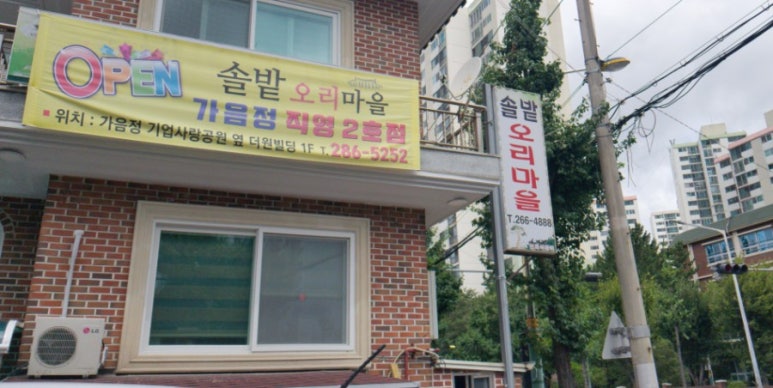 OPEN 솔밭 오리마을
가음정 직영 2호점
▪ 위치 : 가음정 기업사랑공원 옆 더원빌딩 1F T.286-5252
솔밭 오리마을
T.266-4888
LG